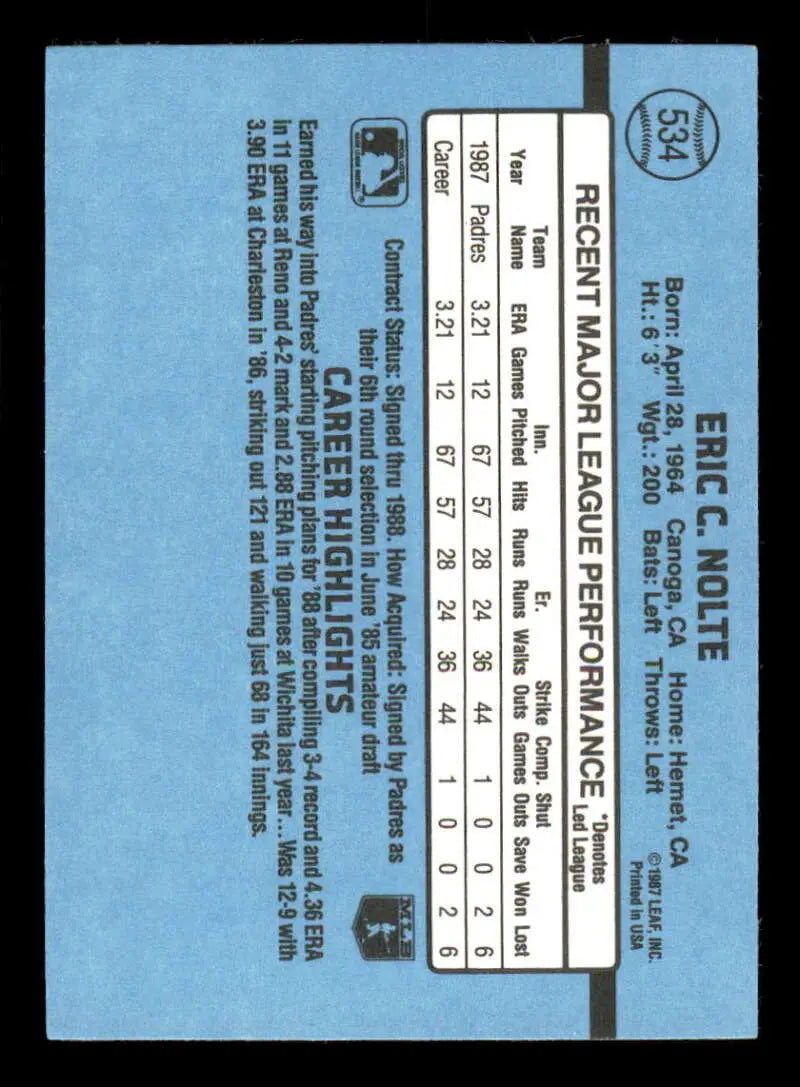 534
ERIC C. NOLTE
Born: April 28, 1964 Canoga, CA Home: Hemet, CA
Ht.: 6'3" Wgt.: 200 Bats: Left Throws: Left
©1987 LEAF, INC.
Printed in USA
RECENT MAJOR LEAGUE PERFORMANCE *Denotes
Led League
Team Inn. Er. Strike Comp. Shut
Year Name ERA Games Pitched Hits Runs Runs Walks Outs Games Outs Save Won Lost
1987 Padres 3.21 12 67 57 28 24 36 44 1 0 0 2 6
Career 3.21 12 67 57 28 24 36 44 1 0 0 2 6
Contract Status: Signed thru 1988. How Acquired: Signed by Padres as
their 6th round selection in June '85 amateur draft
MLB
CAREER HIGHLIGHTS
Earned his way into Padres' starting pitching plans for '88 after compiling 3-4 record and 4.36 ERA
in 11 games at Reno and 4-2 mark and 2.88 ERA in 10 games at Wichita last year...Was 12-9 with
3.90 ERA at Charleston in '86, striking out 121 and walking just 68 in 164 innings.